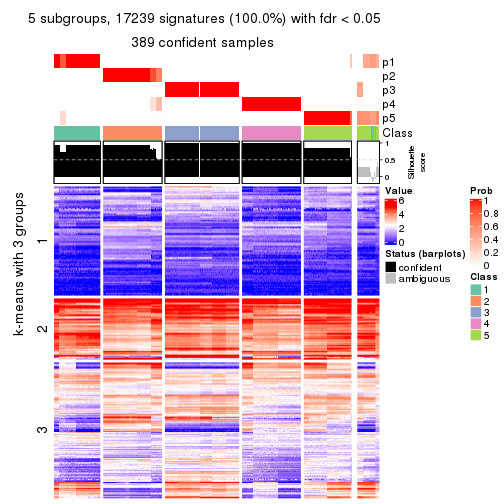 5 subgroups, 17239 signatures (100.0%) with fdr < 0.05
389 confident samples
p1
p2
p3
p4
p5
Class
1
0.5
0
Silhouette
score
k-means with 3 groups
1
2
3
Value
6
4
2
0
Status (barplots)
confident
ambiguous
Prob
1
0.8
0.6
0.4
0.2
0
Class
1
2
3
4
5